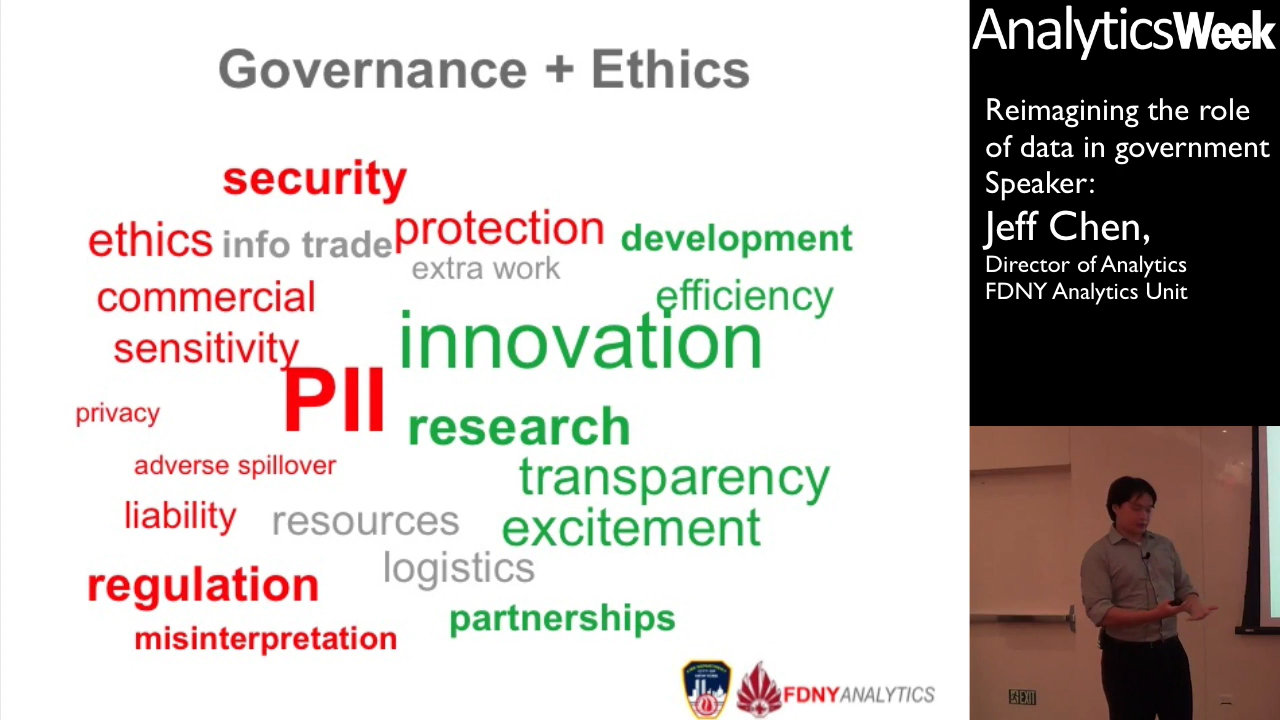 Governance + Ethics
security
ethics info trade protection development
extra work
commercial efficiency
innovation
sensitivity
PII
privacy
research
adverse spillover
transparency
liability resources excitement
logistics
regulation
partnerships
misinterpretation
FDNYANALYTICS
AnalyticsWeek
Reimagining the role
of data in government
Speaker:
Jeff Chen,
Director of Analytics
FDNY Analytics Unit
EXIT